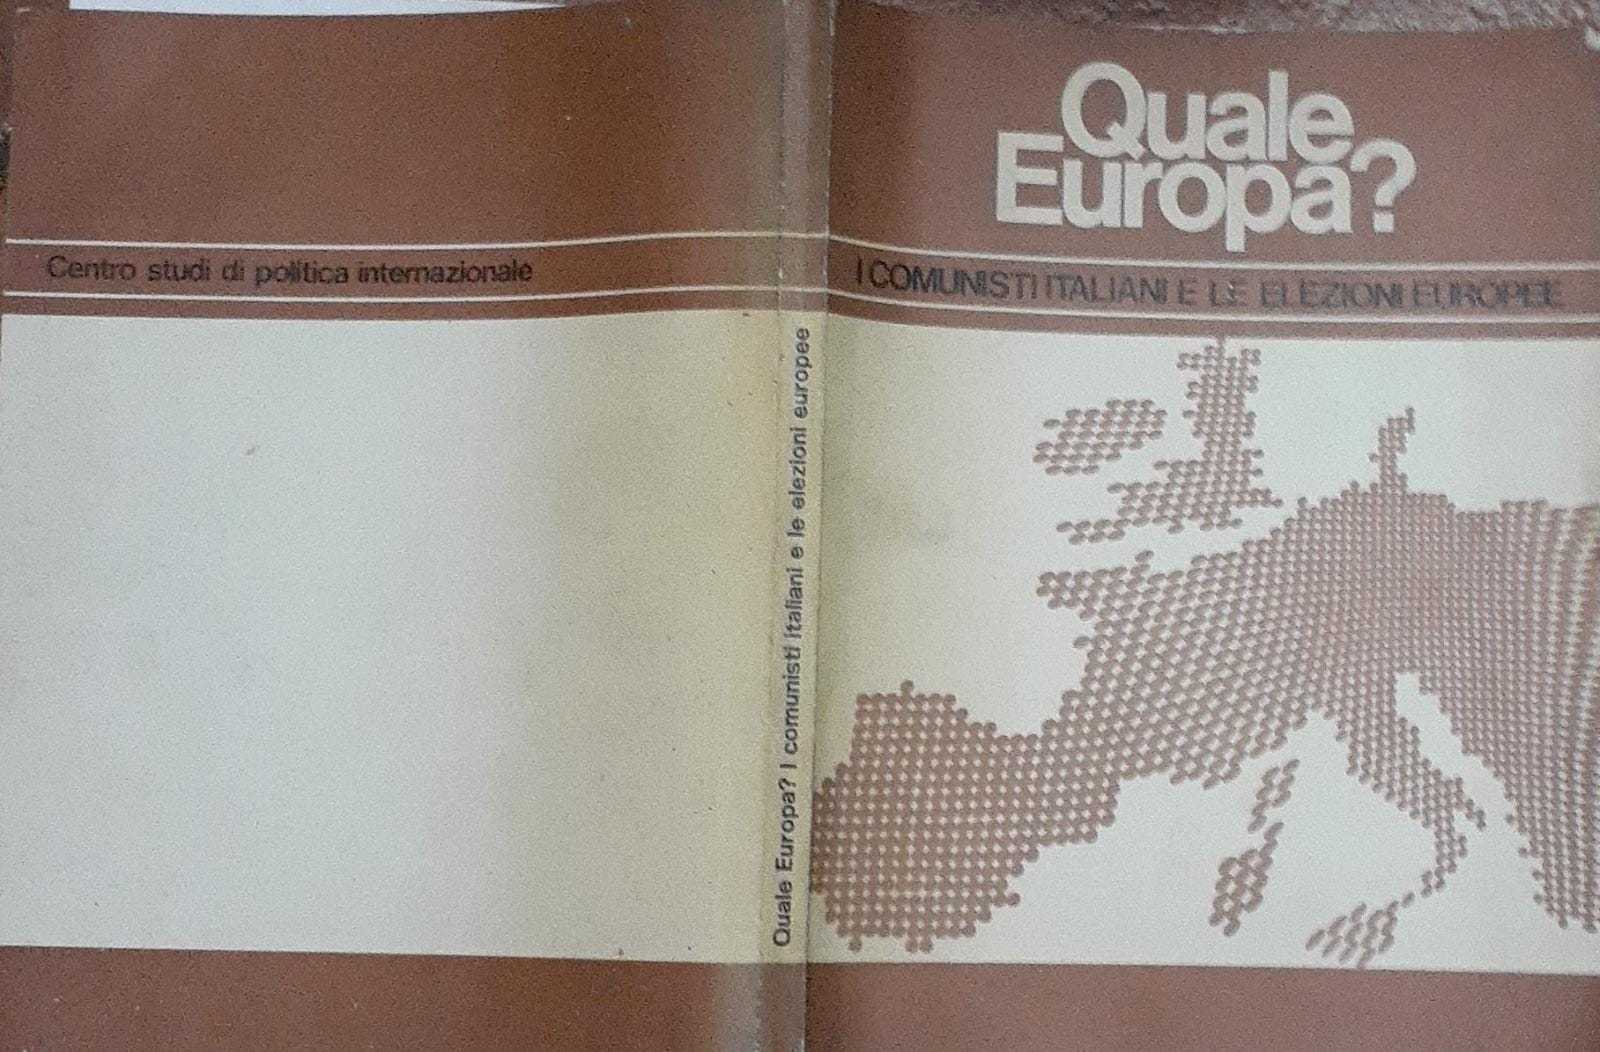 Centro studi di politica internazionale
Quale Europa? I comunisti italiani e le elezioni europee
Quale
Europa?
I COMUNISTI ITALIANI E LE ELEZIONI EUROPEE